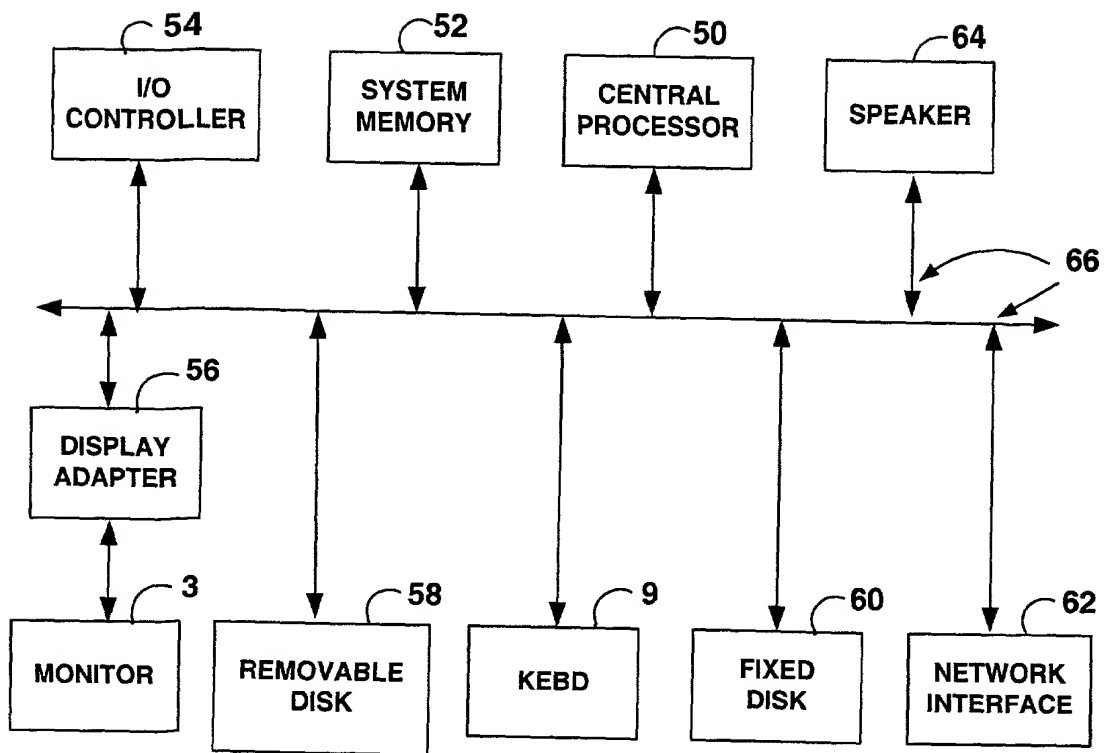 54
52
50
64
I/O
CONTROLLER
SYSTEM
MEMORY
CENTRAL
PROCESSOR
SPEAKER
66
56
DISPLAY
ADAPTER
3
58
9
60
62
MONITOR
REMOVABLE
DISK
KEBD
FIXED
DISK
NETWORK
INTERFACE